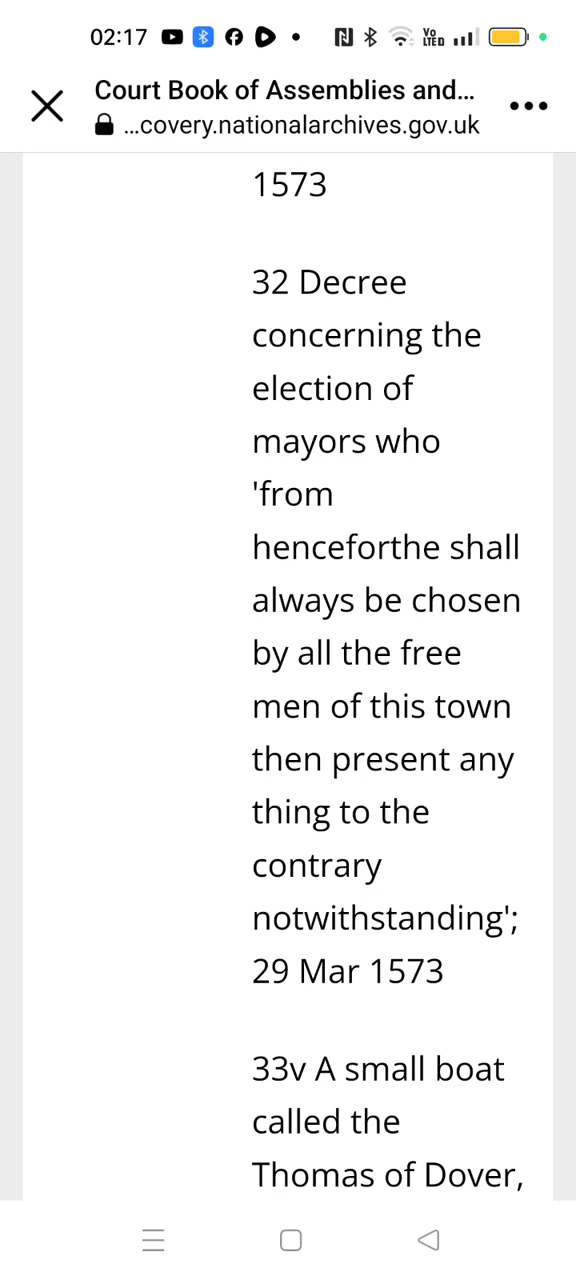 02:17
VO
LTED
Court Book of Assemblies and...
...covery.nationalarchives.gov.uk
1573
32 Decree
concerning the
election of
mayors who
'from
henceforthe shall
always be chosen
by all the free
men of this town
then present any
thing to the
contrary
notwithstanding';
29 Mar 1573
33v A small boat
called the
Thomas of Dover,